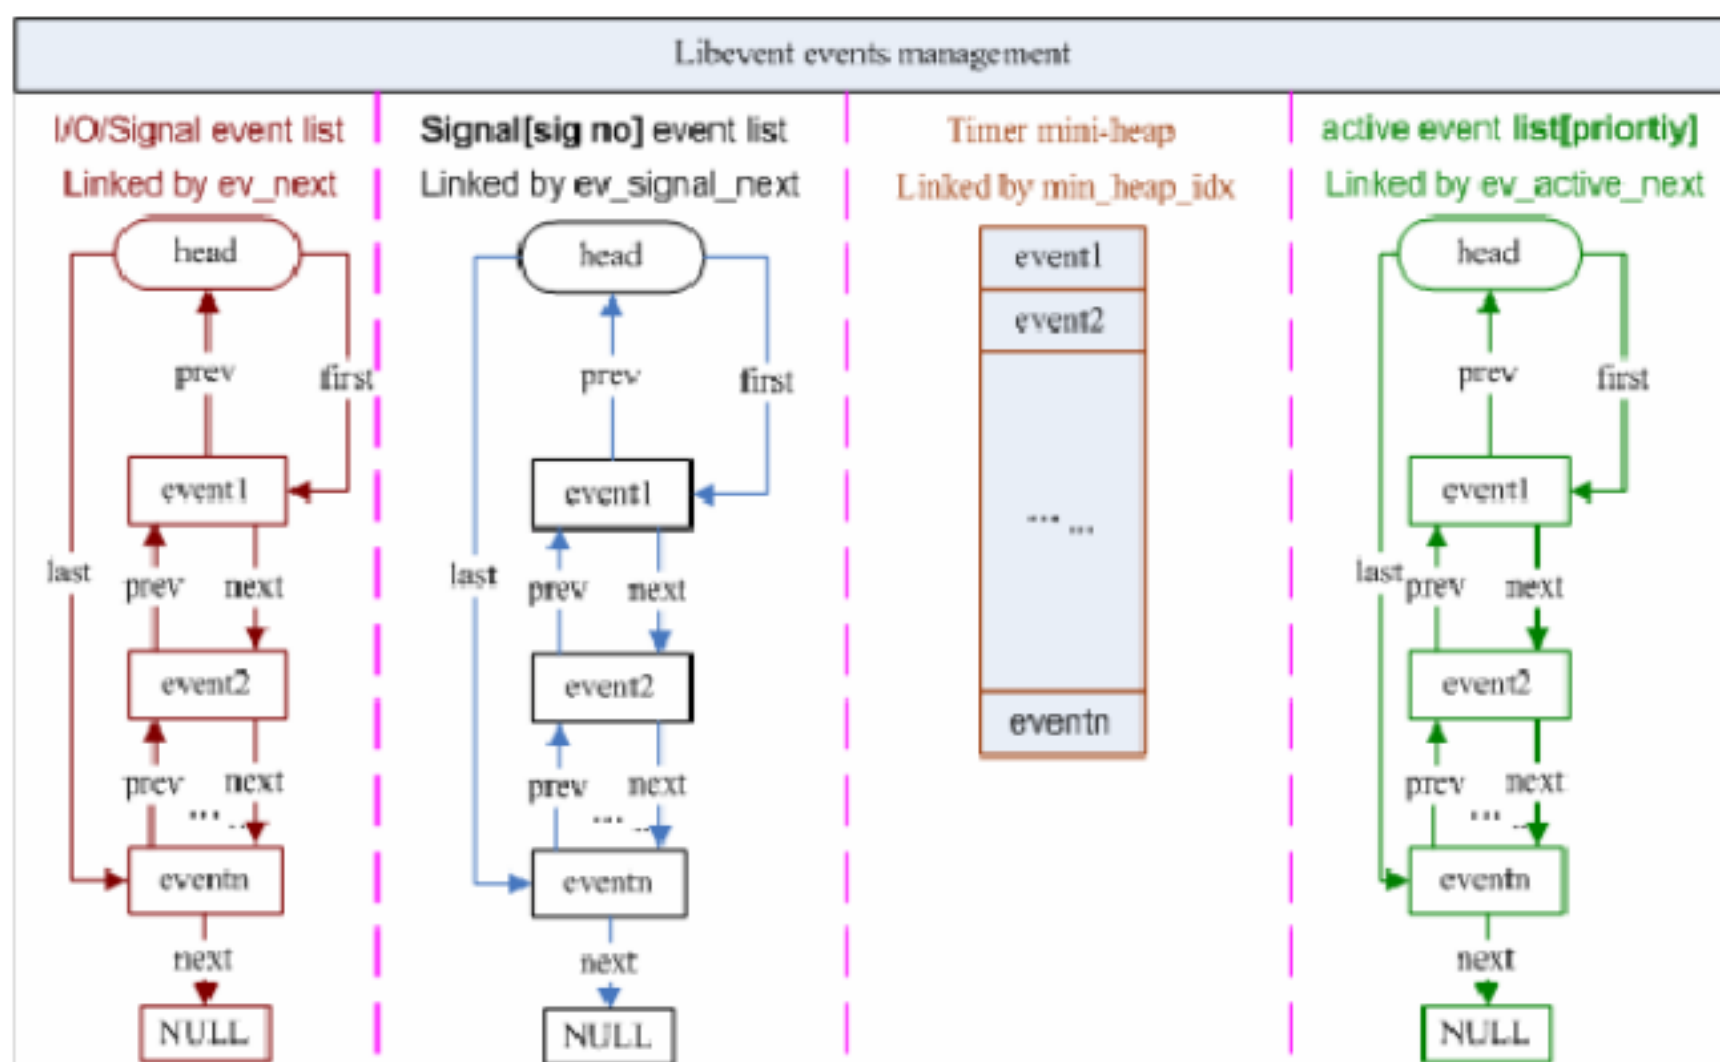 Libevent events management
I/O/Signal event list
Linked by ev_next
head
prev
first
event1
last
prev
next
event2
prev
next
... ...
eventn
next
NULL
Signal[sig no] event list
Linked by ev_signal_next
head
prev
first
event1
last
prev
next
event2
prev
next
... ...
eventn
next
NULL
Timer mini-heap
Linked by min_heap_idx
event1
event2
... ...
eventn
active event list[priortiy]
Linked by ev_active_next
head
prev
first
event1
last
prev
next
event2
prev
next
... ...
eventn
next
NULL